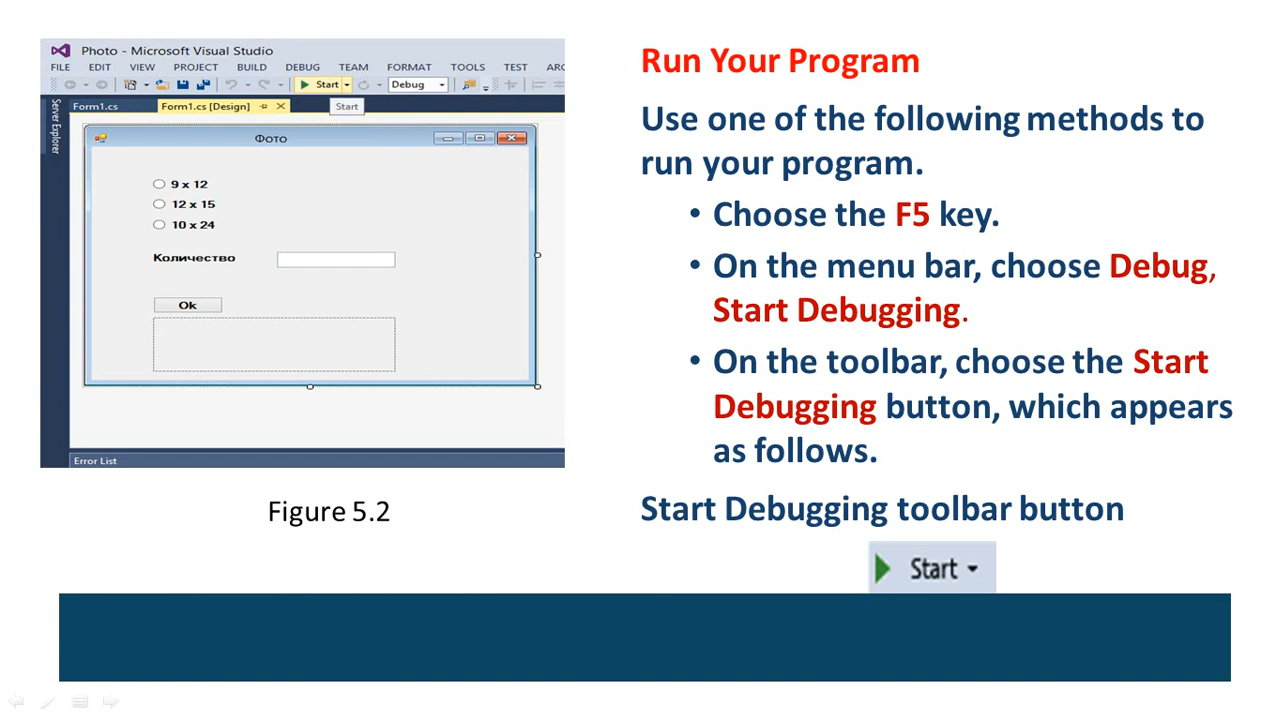 Photo - Microsoft Visual Studio
FILE EDIT VIEW PROJECT BUILD DEBUG TEAM FORMAT TOOLS TEST ARC
Start Debug
Form1.cs Form1.cs [Design] Start
Server Explorer
Фото
9 x 12
12 x 15
10 x 24
Количество
Ok
Error List
Figure 5.2
Run Your Program
Use one of the following methods to
run your program.
• Choose the F5 key.
• On the menu bar, choose Debug,
Start Debugging.
• On the toolbar, choose the Start
Debugging button, which appears
as follows.
Start Debugging toolbar button
Start